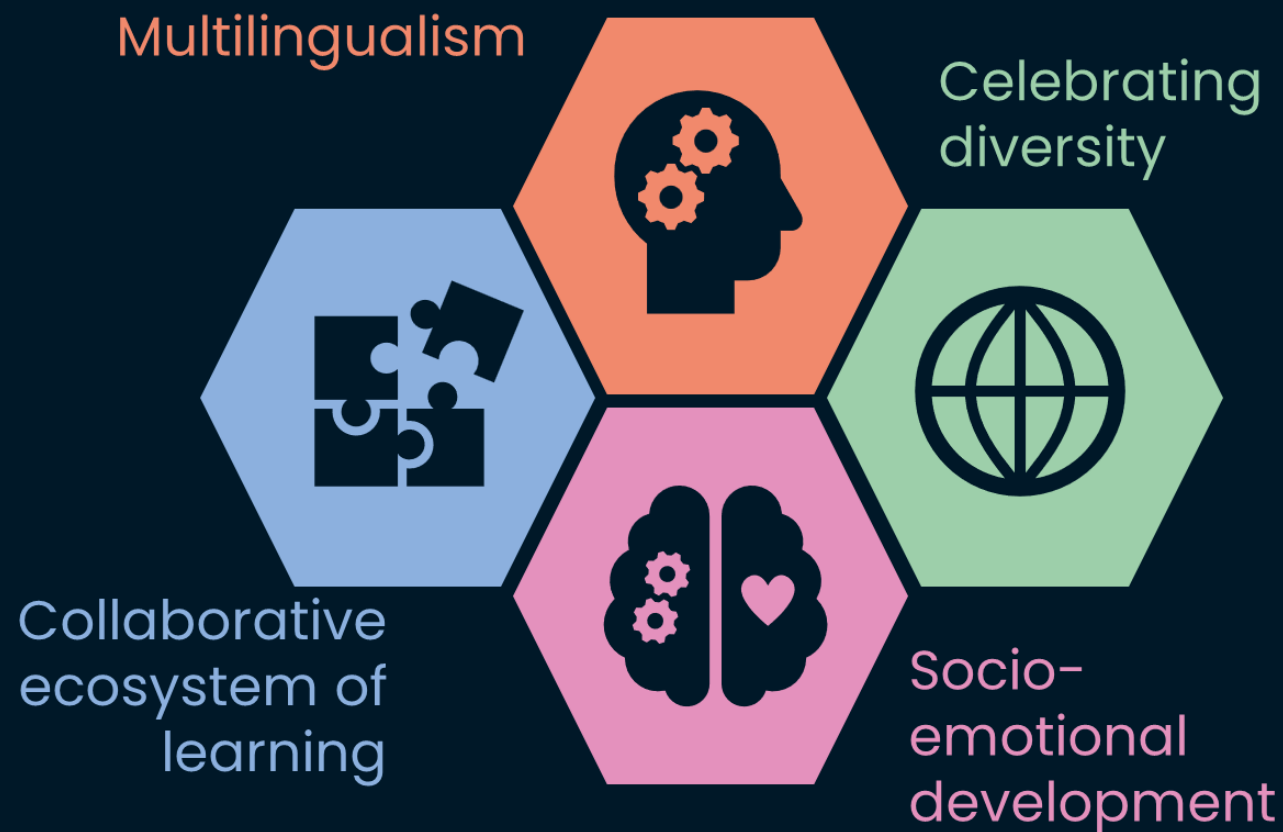 Multilingualism
Celebrating
diversity
Collaborative
ecosystem of
learning
Socio-
emotional
development